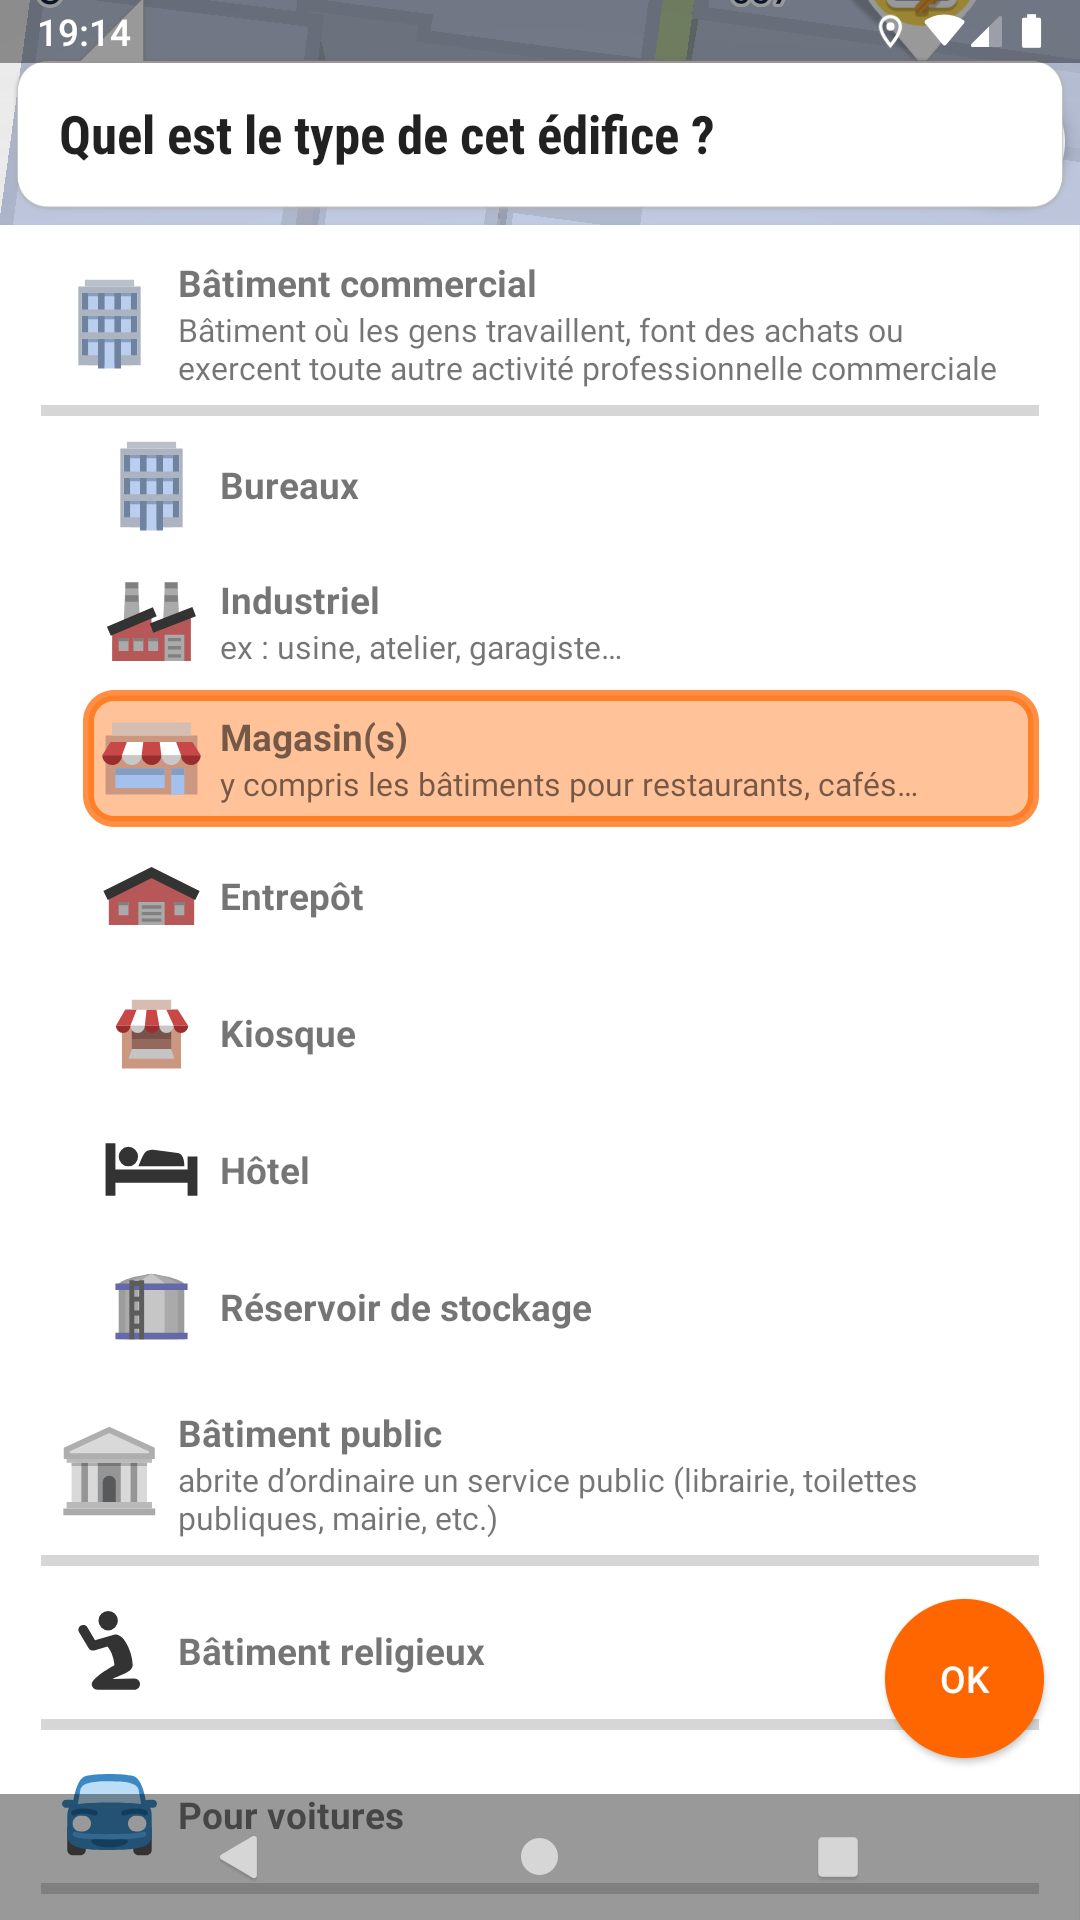 19:14
Quel est le type de cet édifice ?
Bâtiment commercial
Bâtiment où les gens travaillent, font des achats ou
exercent toute autre activité professionnelle commerciale
Bureaux
Industriel
ex : usine, atelier, garagiste…
Magasin(s)
y compris les bâtiments pour restaurants, cafés…
Entrepôt
Kiosque
Hôtel
Réservoir de stockage
Bâtiment public
abrite d’ordinaire un service public (librairie, toilettes
publiques, mairie, etc.)
Bâtiment religieux
OK
Pour voitures